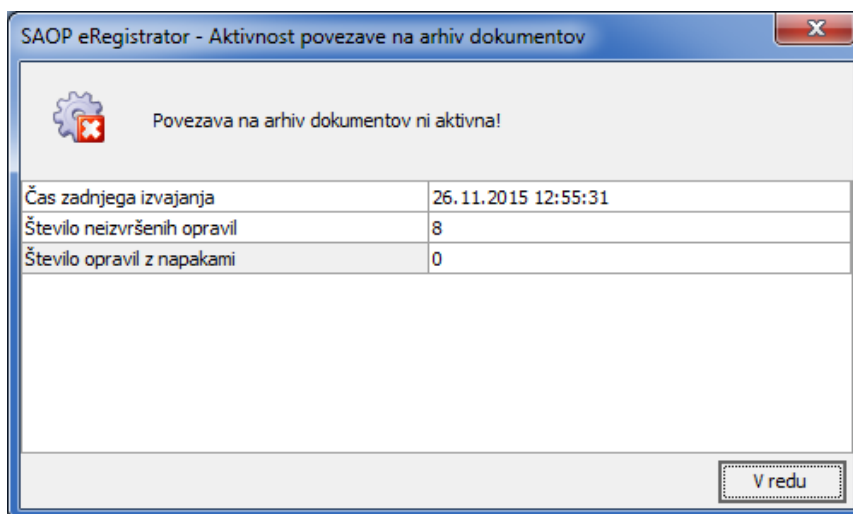 SAOP eRegistrator - Aktivnost povezave na arhiv dokumentov
Povezava na arhiv dokumentov ni aktivna!
Čas zadnjega izvajanja 26.11.2015 12:55:31
Število neizvršenih opravil 8
Število opravil z napakami 0
V redu